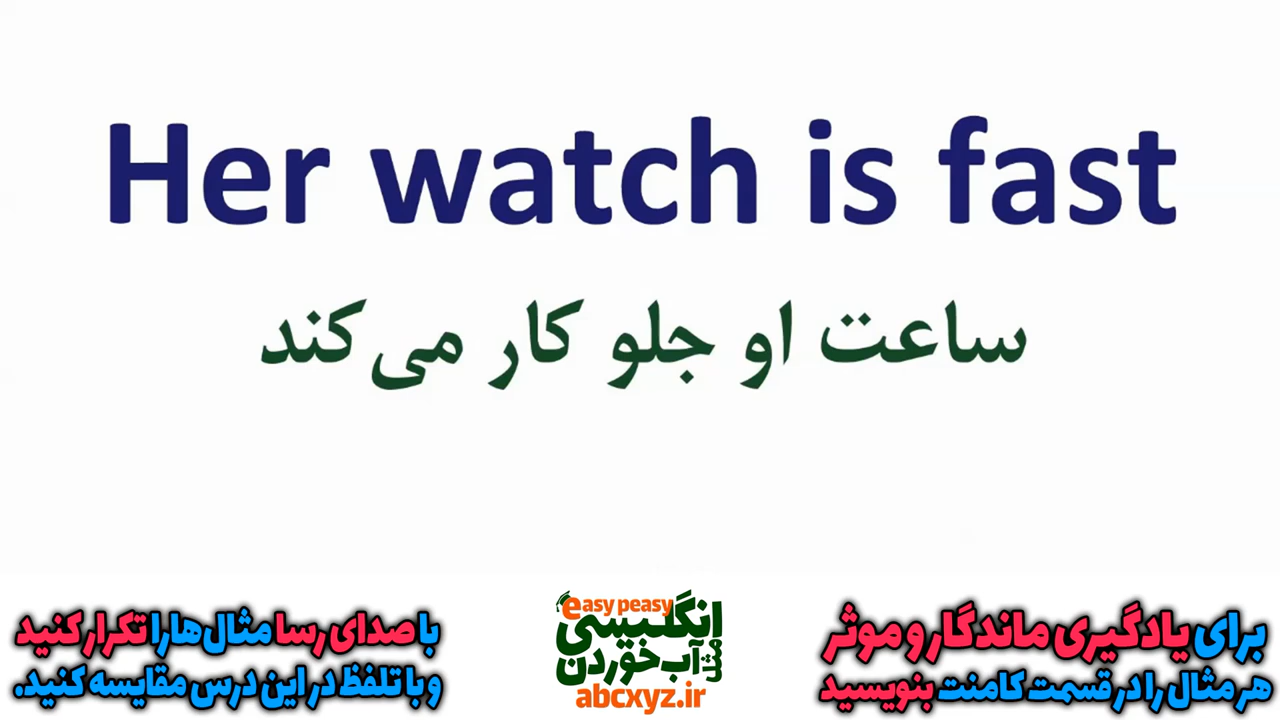 Her watch is fast
ساعت او جلو کار می‌کند
برای یادگیری ماندگار و موثر
هر مثال را در قسمت کامنت بنویسید
easy peasy
انگلیسی
مثت آب خوردن
abcxyz.ir
با صدای رسا مثال‌ها را تکرار کنید
و با تلفظ در این درس مقایسه کنید.